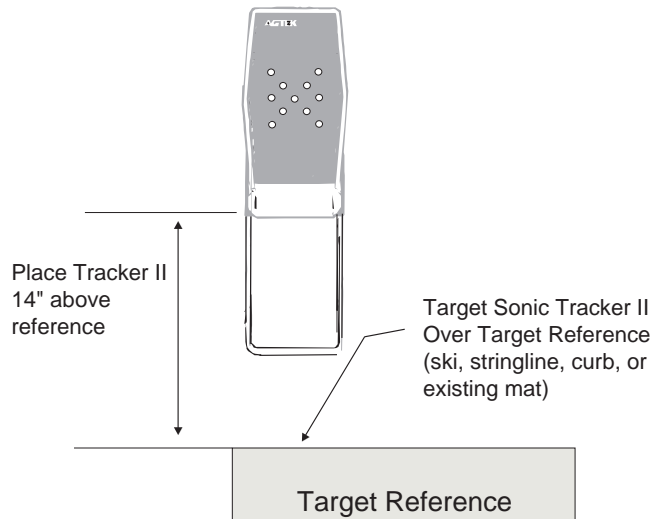 AGTEK
Place Tracker II
14" above
reference
Target Sonic Tracker II
Over Target Reference
(ski, stringline, curb, or
existing mat)
Target Reference